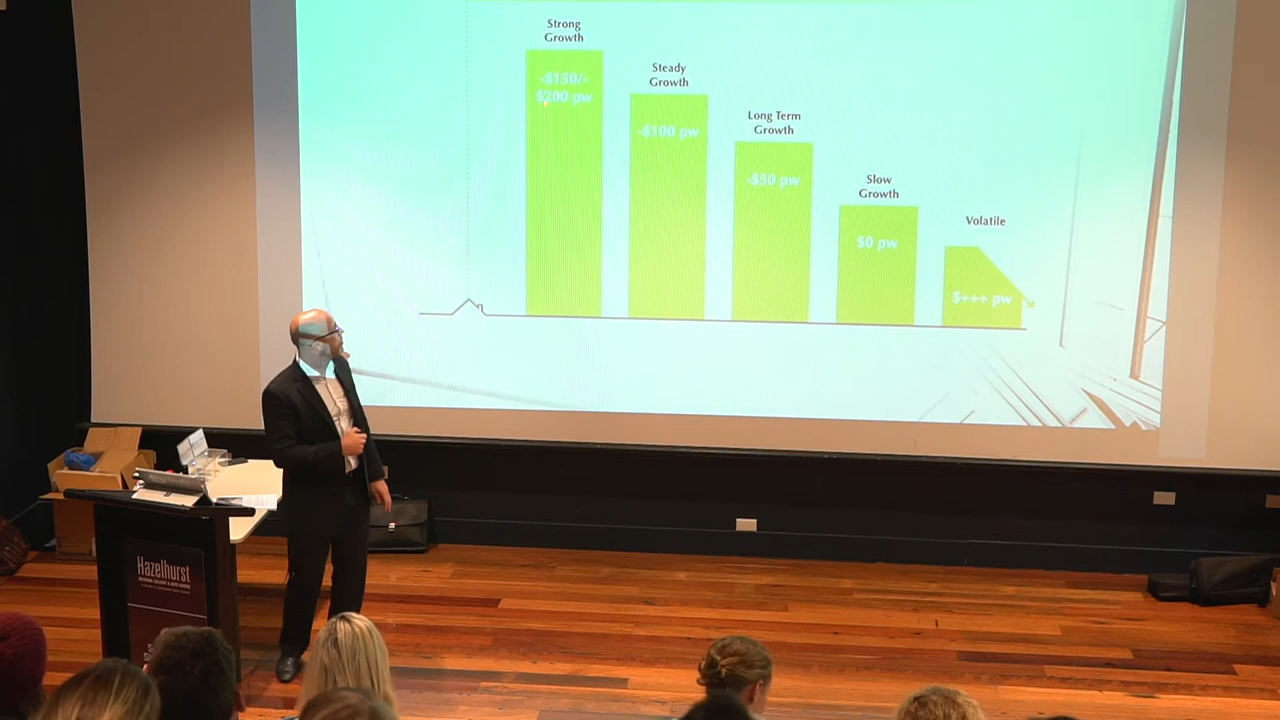 Strong
Growth
-$150/-
$200 pw
Steady
Growth
-$100 pw
Long Term
Growth
-$50 pw
Slow
Growth
$0 pw
Volatile
$+++ pw
Hazelhurst